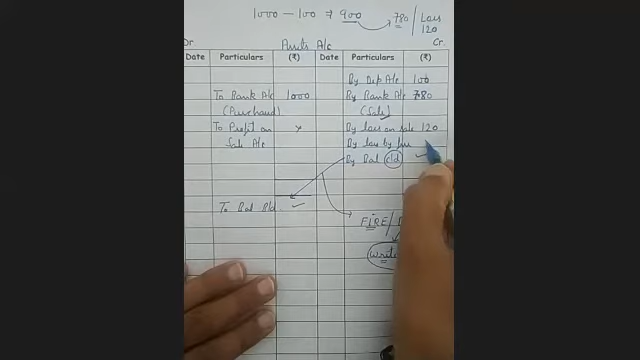 1000 - 100 ⇒ 900 780 / Loss
120
Dr Assets A/c Cr.
Date Particulars (₹) Date Particulars (₹)
By Dep A/c 100
To Bank A/c 1000 By Bank A/c 780
(Purchased) (Sale)
To Profit on x By loss on sale 120
Sale A/c By loss by fire
By Bal c/d ✓
To Bal b/d ✓
FIRE/
Write